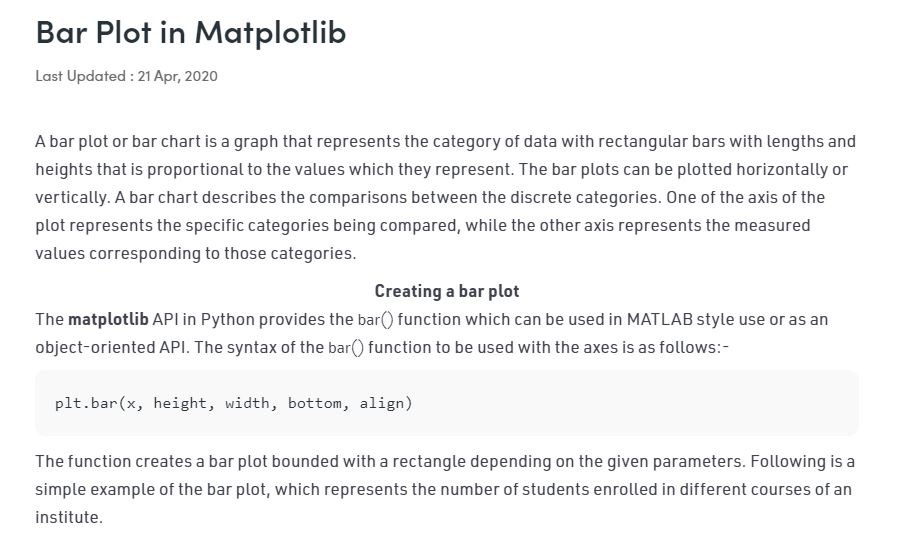 Bar Plot in Matplotlib
Last Updated : 21 Apr, 2020
A bar plot or bar chart is a graph that represents the category of data with rectangular bars with lengths and
heights that is proportional to the values which they represent. The bar plots can be plotted horizontally or
vertically. A bar chart describes the comparisons between the discrete categories. One of the axis of the
plot represents the specific categories being compared, while the other axis represents the measured
values corresponding to those categories.
Creating a bar plot
The matplotlib API in Python provides the bar() function which can be used in MATLAB style use or as an
object-oriented API. The syntax of the bar() function to be used with the axes is as follows:-
plt.bar(x, height, width, bottom, align)
The function creates a bar plot bounded with a rectangle depending on the given parameters. Following is a
simple example of the bar plot, which represents the number of students enrolled in different courses of an
institute.